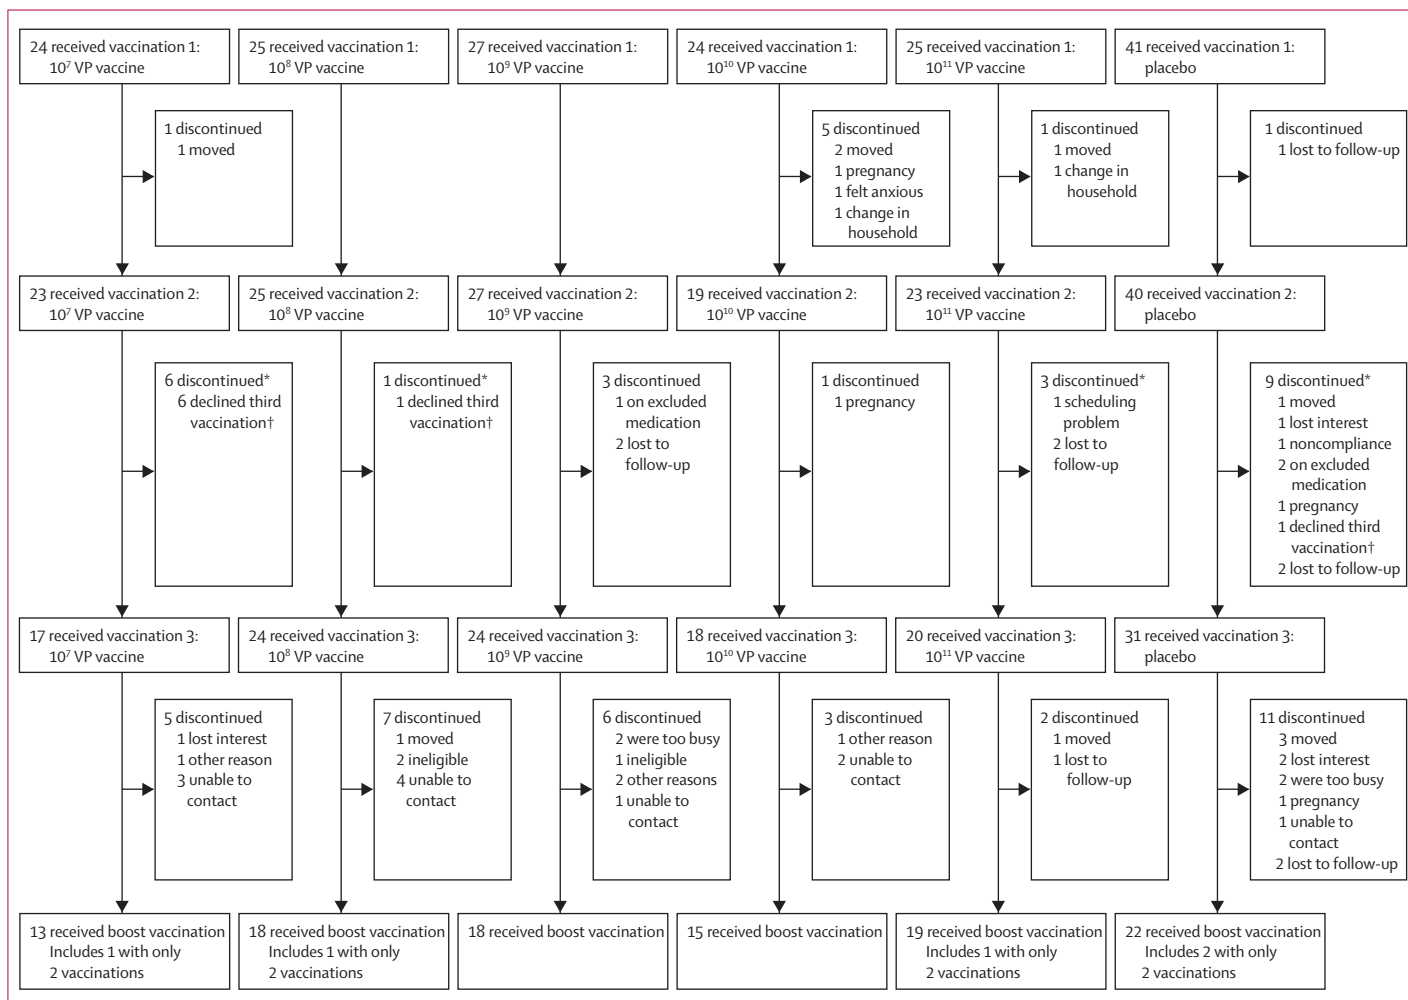 24 received vaccination 1:
10⁷ VP vaccine
25 received vaccination 1:
10⁸ VP vaccine
27 received vaccination 1:
10⁹ VP vaccine
24 received vaccination 1:
10¹⁰ VP vaccine
25 received vaccination 1:
10¹¹ VP vaccine
41 received vaccination 1:
placebo
1 discontinued
1 moved
5 discontinued
2 moved
1 pregnancy
1 felt anxious
1 change in
household
1 discontinued
1 moved
1 change in
household
1 discontinued
1 lost to follow-up
23 received vaccination 2:
10⁷ VP vaccine
25 received vaccination 2:
10⁸ VP vaccine
27 received vaccination 2:
10⁹ VP vaccine
19 received vaccination 2:
10¹⁰ VP vaccine
23 received vaccination 2:
10¹¹ VP vaccine
40 received vaccination 2:
placebo
6 discontinued*
6 declined third
vaccination†
1 discontinued*
1 declined third
vaccination†
3 discontinued
1 on excluded
medication
2 lost to
follow-up
1 discontinued
1 pregnancy
3 discontinued*
1 scheduling
problem
2 lost to
follow-up
9 discontinued*
1 moved
1 lost interest
1 noncompliance
2 on excluded
medication
1 pregnancy
1 declined third
vaccination†
2 lost to follow-up
17 received vaccination 3:
10⁷ VP vaccine
24 received vaccination 3:
10⁸ VP vaccine
24 received vaccination 3:
10⁹ VP vaccine
18 received vaccination 3:
10¹⁰ VP vaccine
20 received vaccination 3:
10¹¹ VP vaccine
31 received vaccination 3:
placebo
5 discontinued
1 lost interest
1 other reason
3 unable to
contact
7 discontinued
1 moved
2 ineligible
4 unable to
contact
6 discontinued
2 were too busy
1 ineligible
2 other reasons
1 unable to
contact
3 discontinued
1 other reason
2 unable to
contact
2 discontinued
1 moved
1 lost to
follow-up
11 discontinued
3 moved
2 lost interest
2 were too busy
1 pregnancy
1 unable to
contact
2 lost to follow-up
13 received boost vaccination
Includes 1 with only
2 vaccinations
18 received boost vaccination
Includes 1 with only
2 vaccinations
18 received boost vaccination
15 received boost vaccination
19 received boost vaccination
Includes 1 with only
2 vaccinations
22 received boost vaccination
Includes 2 with only
2 vaccinations